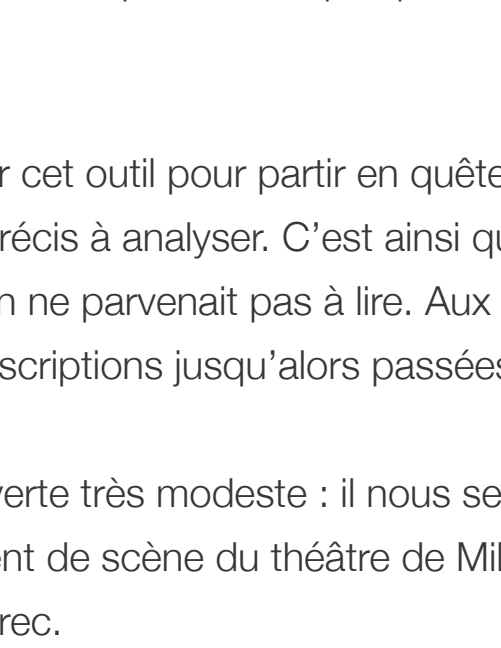 r cet outil pour partir en quête
récis à analyser. C’est ainsi qu
n ne parvenait pas à lire. Aux
scriptions jusqu’alors passées
verte très modeste : il nous se
nt de scène du théâtre de Mil
rec.